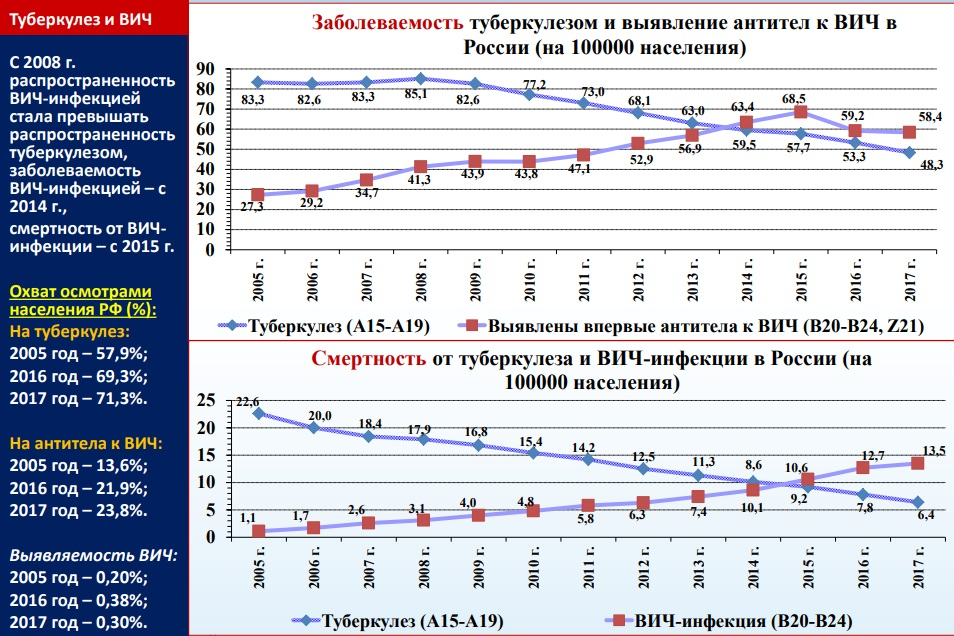 Туберкулез и ВИЧ
С 2008 г.
распространенность
ВИЧ-инфекцией
стала превышать
распространенность
туберкулезом,
заболеваемость
ВИЧ-инфекцией – с
2014 г.,
смертность от ВИЧ-
инфекции – с 2015 г.
Охват осмотрами
населения РФ (%):
На туберкулез:
2005 год – 57,9%;
2016 год – 69,3%;
2017 год – 71,3%.
На антитела к ВИЧ:
2005 год – 13,6%;
2016 год – 21,9%;
2017 год – 23,8%.
Выявляемость ВИЧ:
2005 год – 0,20%;
2016 год – 0,38%;
2017 год – 0,30%.
Заболеваемость туберкулезом и выявление антител к ВИЧ в
России (на 100000 населения)
90
80
70
60
50
40
30
20
10
0
83,3 82,6 83,3 85,1 82,6 77,2 73,0 68,1 63,0 59,5 57,7 53,3 48,3
27,3 29,2 34,7 41,3 43,9 43,8 47,1 52,9 56,9 63,4 68,5 59,2 58,4
2005 г. 2006 г. 2007 г. 2008 г. 2009 г. 2010 г. 2011 г. 2012 г. 2013 г. 2014 г. 2015 г. 2016 г. 2017 г.
Туберкулез (А15-А19) Выявлены впервые антитела к ВИЧ (В20-В24, Z21)
Смертность от туберкулеза и ВИЧ-инфекции в России (на
100000 населения)
25
20
15
10
5
0
22,6 20,0 18,4 17,9 16,8 15,4 14,2 12,5 11,3 8,6 10,6 12,7 13,5
1,1 1,7 2,6 3,1 4,0 4,8 5,8 6,3 7,4 10,1 9,2 7,8 6,4
2005 г. 2006 г. 2007 г. 2008 г. 2009 г. 2010 г. 2011 г. 2012 г. 2013 г. 2014 г. 2015 г. 2016 г. 2017 г.
Туберкулез (А15-А19) ВИЧ-инфекция (В20-В24)